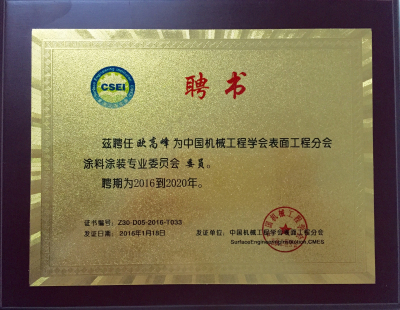 CSEI
聘书
兹聘任 欧高峰 为中国机械工程学会表面工程分会
涂料涂装专业委员会 委员。
聘期为2016到2020年。
证书编号：Z30-D05-2016-T033
发证日期：2016年1月18日
发证单位：中国机械工程学会表面工程分会
SurfaceEngineeringInstitution,CMES